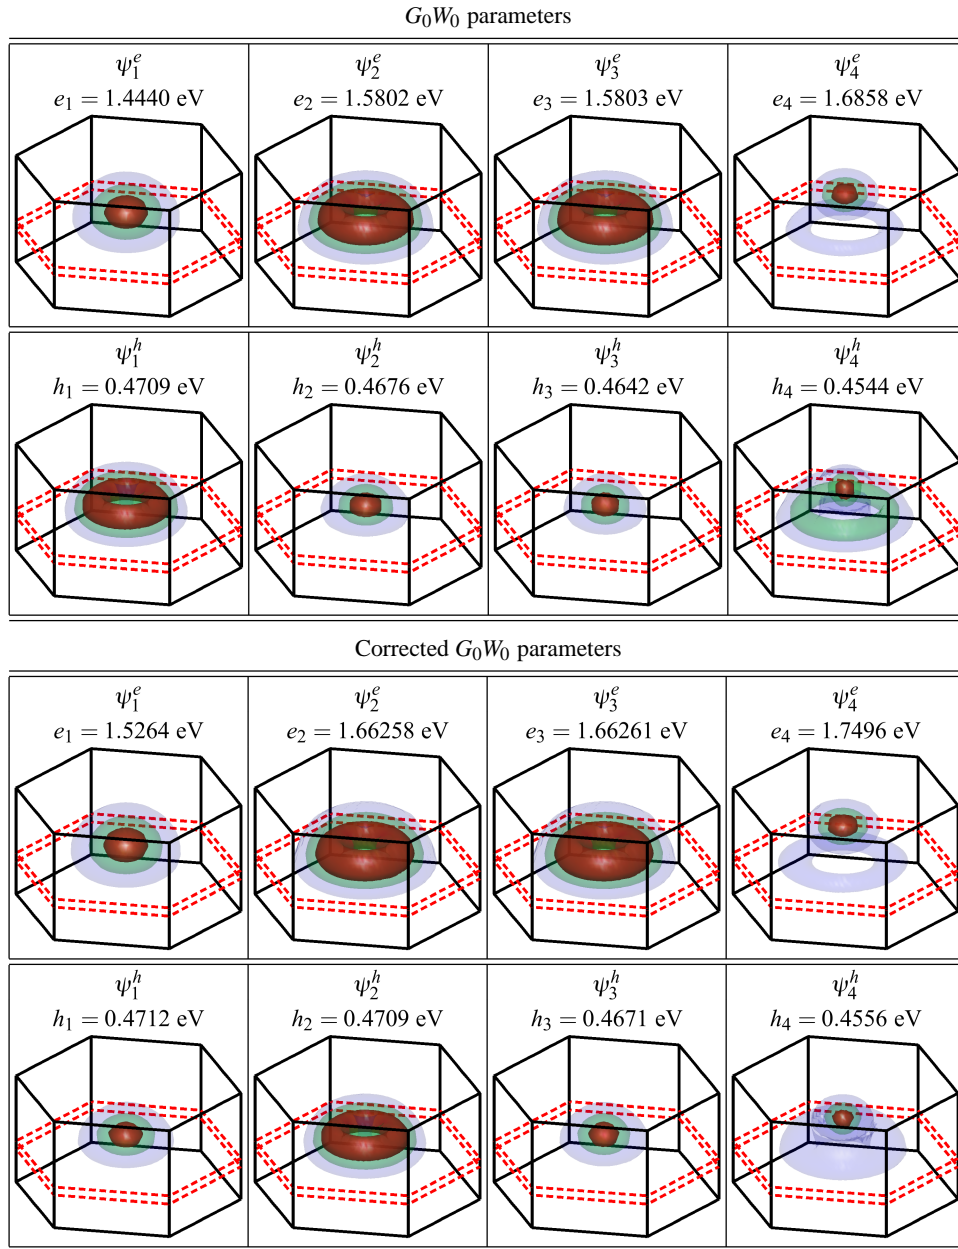 G₀W₀ parameters
ψ₁ᵉ ψ₂ᵉ ψ₃ᵉ ψ₄ᵉ
e₁ = 1.4440 eV e₂ = 1.5802 eV e₃ = 1.5803 eV e₄ = 1.6858 eV
ψ₁ʰ ψ₂ʰ ψ₃ʰ ψ₄ʰ
h₁ = 0.4709 eV h₂ = 0.4676 eV h₃ = 0.4642 eV h₄ = 0.4544 eV
Corrected G₀W₀ parameters
ψ₁ᵉ ψ₂ᵉ ψ₃ᵉ ψ₄ᵉ
e₁ = 1.5264 eV e₂ = 1.66258 eV e₃ = 1.66261 eV e₄ = 1.7496 eV
ψ₁ʰ ψ₂ʰ ψ₃ʰ ψ₄ʰ
h₁ = 0.4712 eV h₂ = 0.4709 eV h₃ = 0.4671 eV h₄ = 0.4556 eV